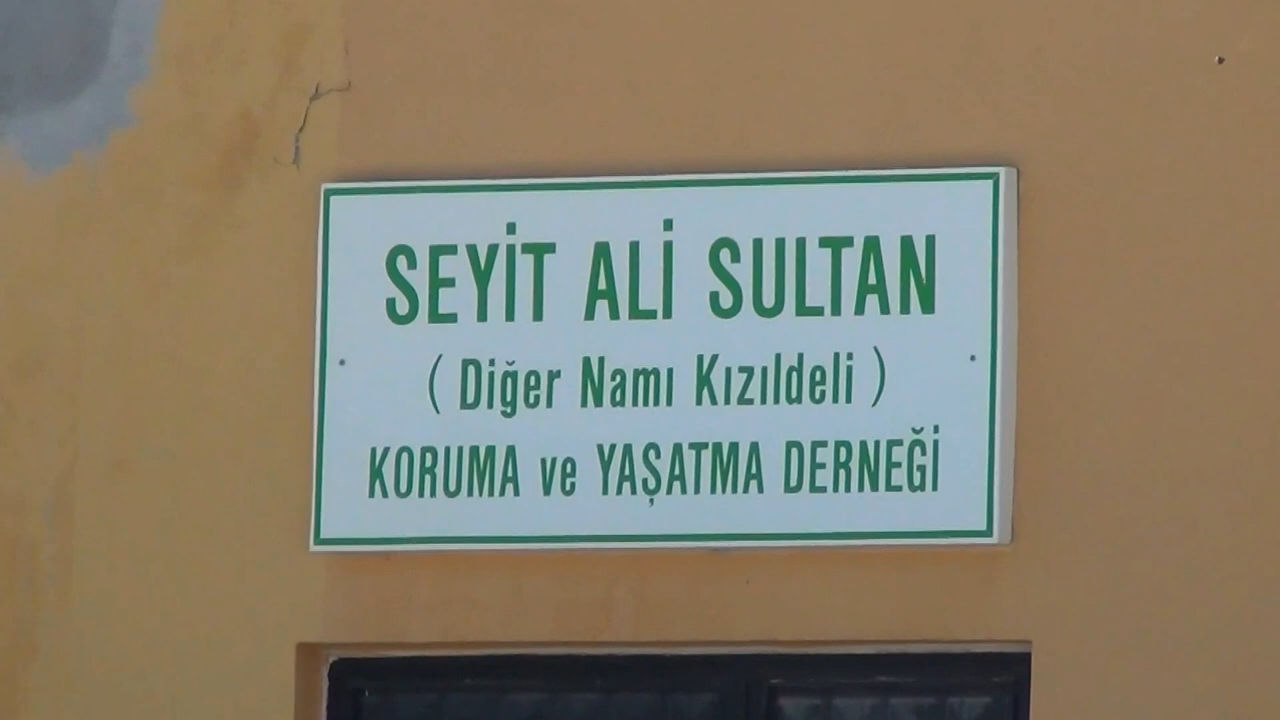 SEYİT ALİ SULTAN
( Diğer Namı Kızıldeli )
KORUMA ve YAŞATMA DERNEĞİ